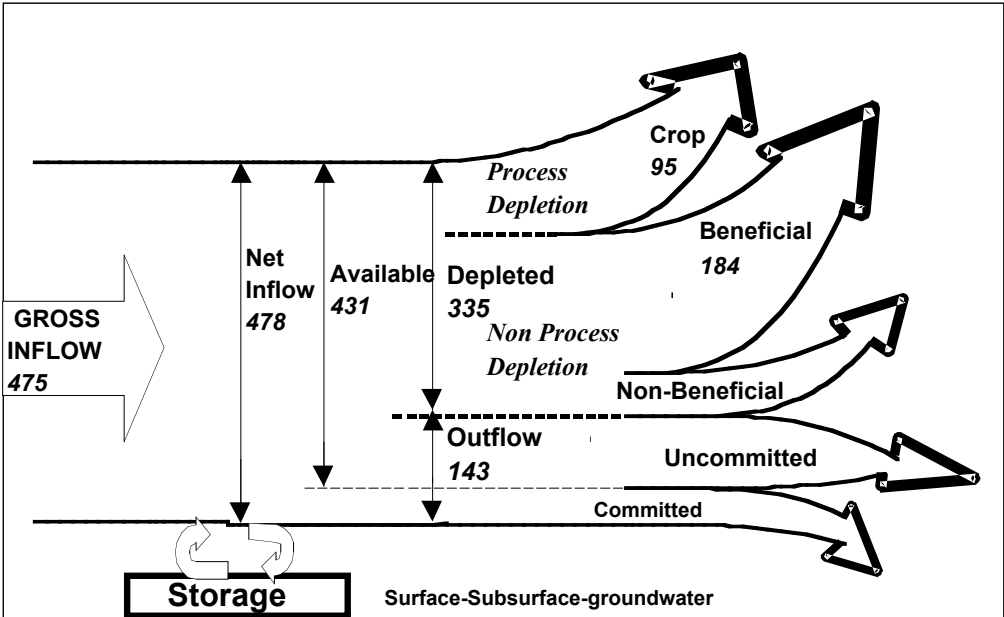 GROSS
INFLOW
475
Net
Inflow
478
Available
431
Process
Depletion
Depleted
335
Non Process
Depletion
Outflow
143
Crop
95
Beneficial
184
Non-Beneficial
Uncommitted
Committed
Storage
Surface-Subsurface-groundwater